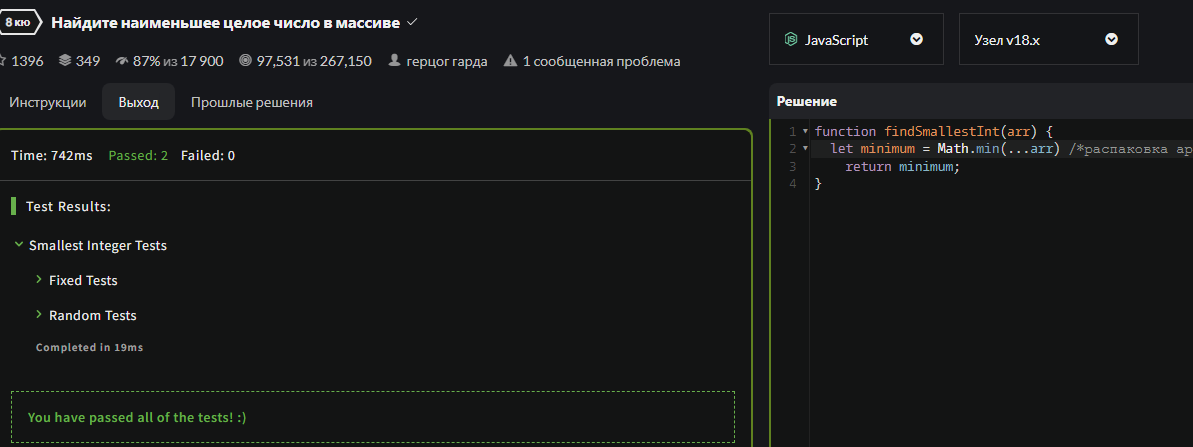 8 кю Найдите наименьшее целое число в массиве
1396 349 87% из 17 900 97,531 из 267,150 герцог гарда 1 сообщенная проблема
JavaScript Узел v18.x
Инструкции Выход Прошлые решения
Time: 742ms Passed: 2 Failed: 0
Test Results:
Smallest Integer Tests
Fixed Tests
Random Tests
Completed in 19ms
You have passed all of the tests! :)
Решение
1 function findSmallestInt(arr) {
2 let minimum = Math.min(...arr) /*распаковка ар
3 return minimum;
4 }